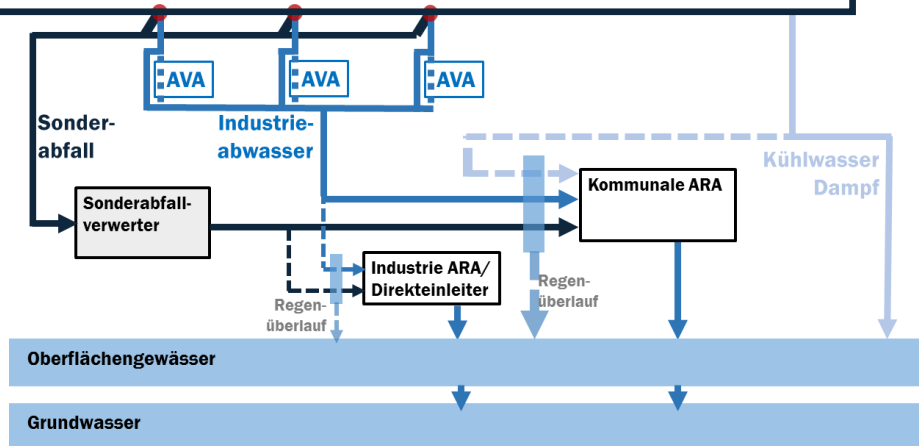 AVA
AVA
AVA
Sonder-
abfall
Industrie-
abwasser
Kühlwasser
Dampf
Kommunale ARA
Sonderabfall-
verwerter
Industrie ARA/
Direkteinleiter
Regen-
überlauf
Regen-
überlauf
Oberflächengewässer
Grundwasser